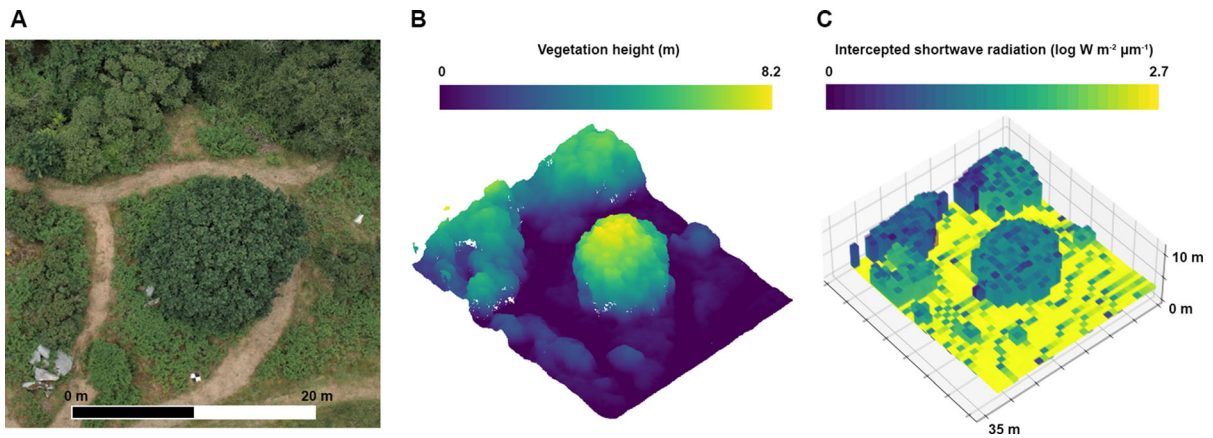 A
B
C
Vegetation height (m)
0 8.2
Intercepted shortwave radiation (log W m⁻² μm⁻¹)
0 2.7
0 m 20 m
10 m
0 m
35 m